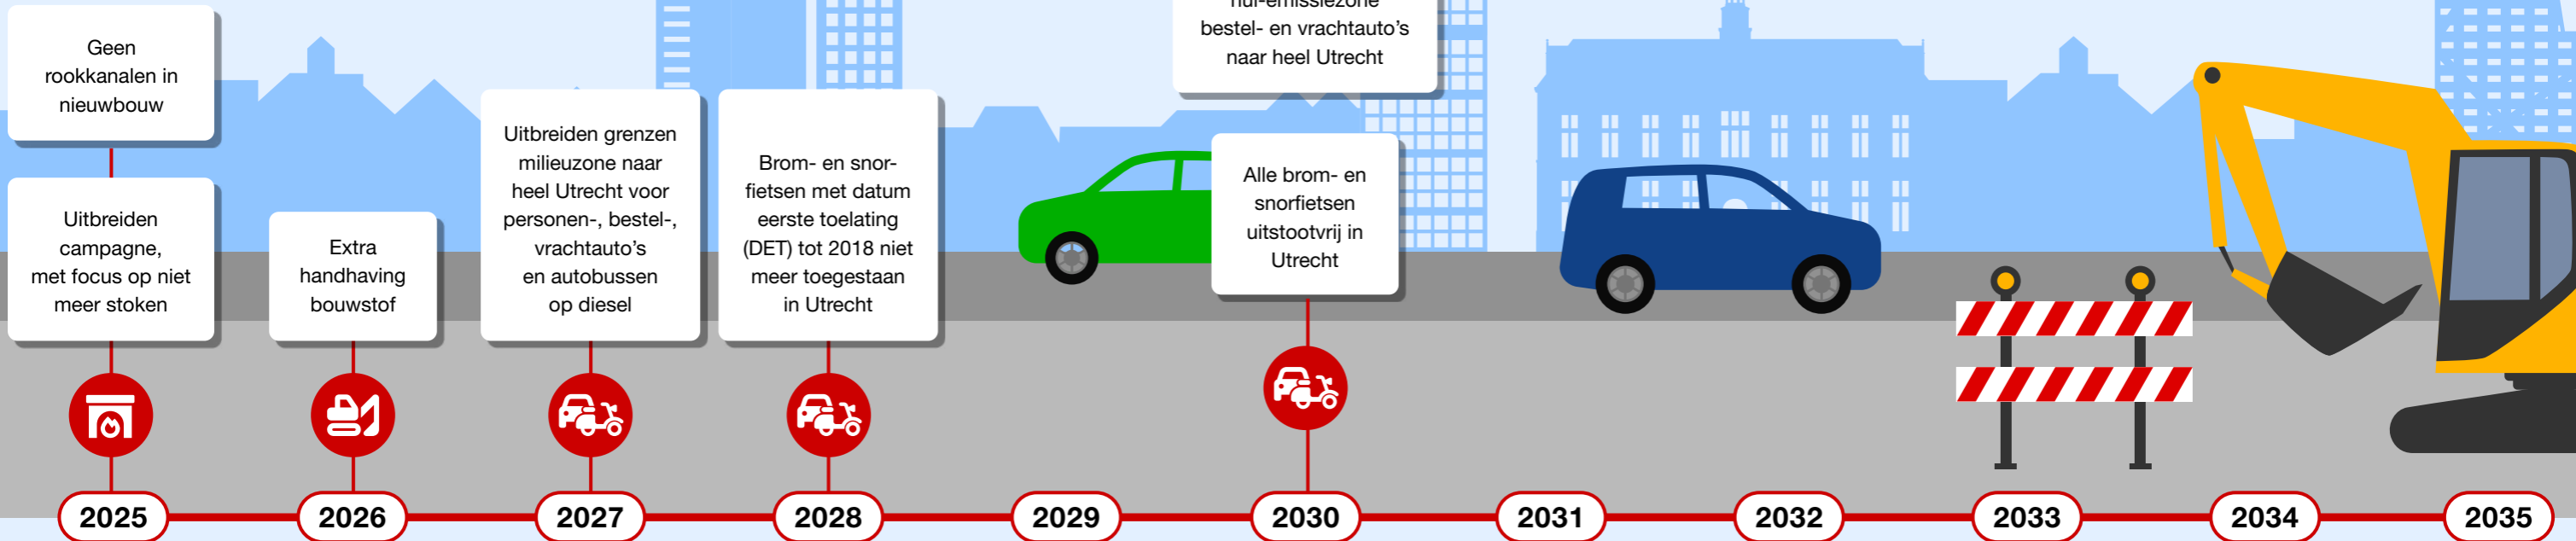 Geen
rookkanalen in
nieuwbouw
Uitbreiden
campagne,
met focus op niet
meer stoken
Extra
handhaving
bouwstof
Uitbreiden grenzen
milieuzone naar
heel Utrecht voor
personen-, bestel-,
vrachtauto's
en autobussen
op diesel
Brom- en snor-
fietsen met datum
eerste toelating
(DET) tot 2018 niet
meer toegestaan
in Utrecht
nul-emissiezone
bestel- en vrachtauto's
naar heel Utrecht
Alle brom- en
snorfietsen
uitstootvrij in
Utrecht
2025
2026
2027
2028
2029
2030
2031
2032
2033
2034
2035